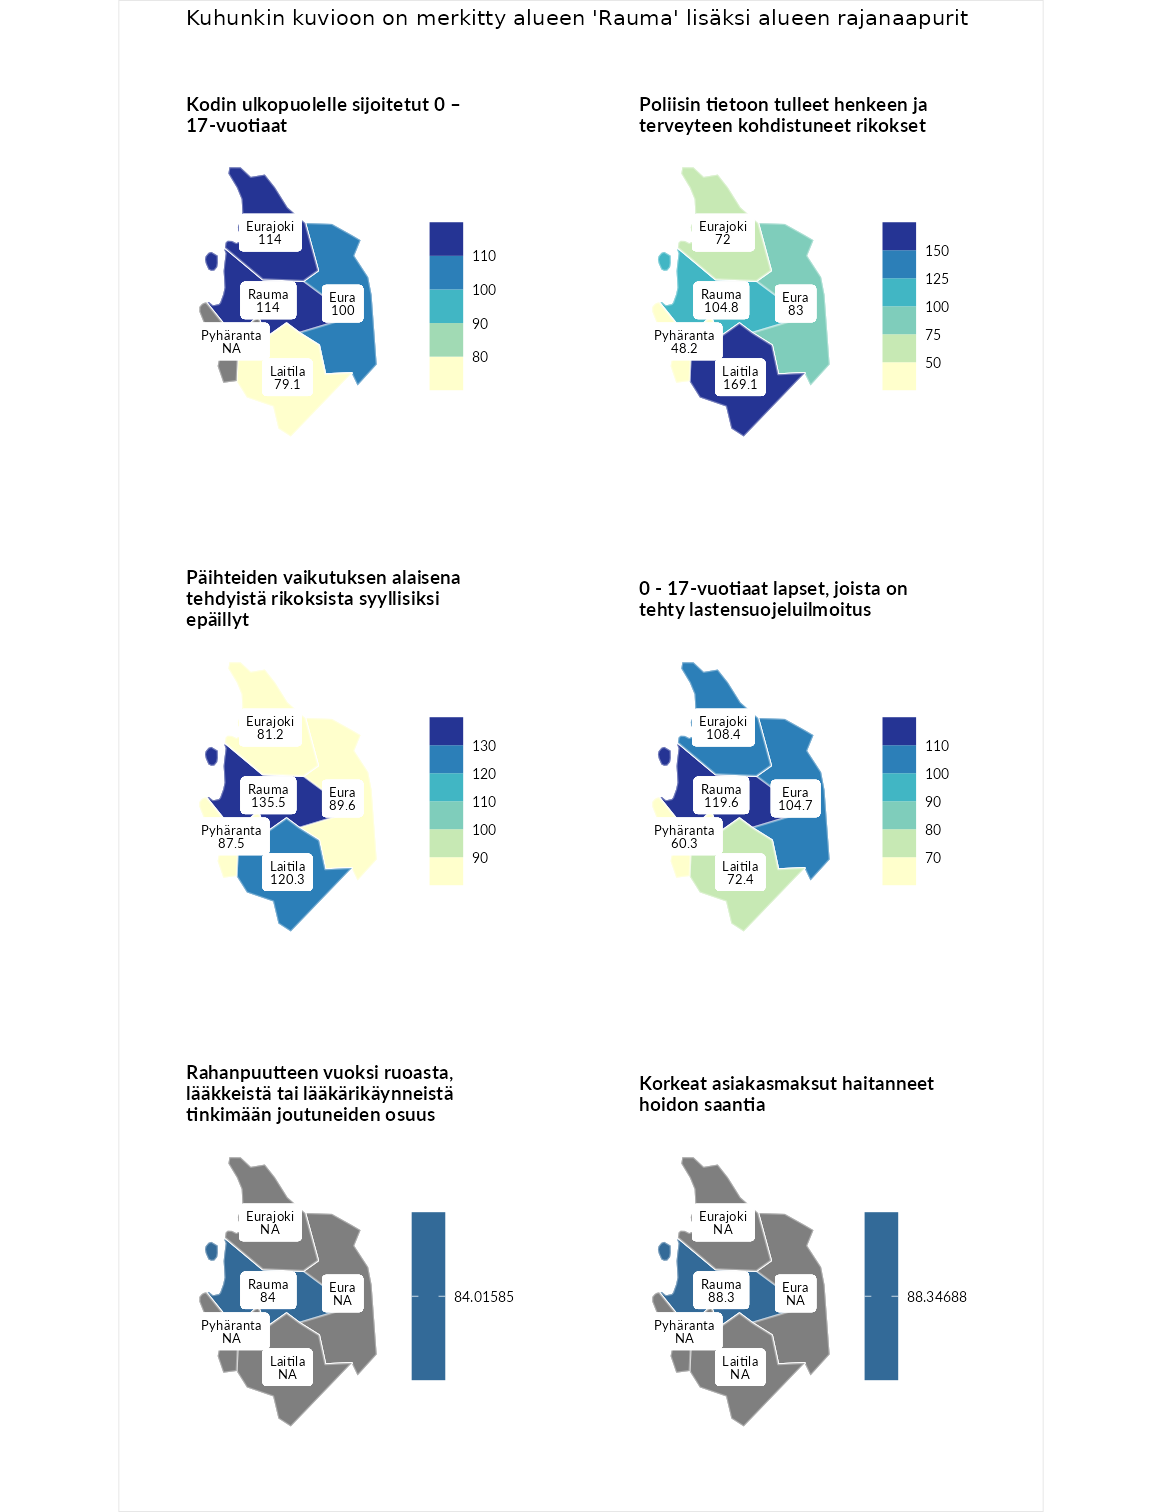 Kuhunkin kuvioon on merkitty alueen 'Rauma' lisäksi alueen rajanaapurit
Kodin ulkopuolelle sijoitetut 0 –
17-vuotiaat
Eurajoki
114
Rauma
114
Eura
100
Pyhäranta
NA
Laitila
79.1
110
100
90
80
Poliisin tietoon tulleet henkeen ja
terveyteen kohdistuneet rikokset
Eurajoki
72
Rauma
104.8
Eura
83
Pyhäranta
48.2
Laitila
169.1
150
125
100
75
50
Päihteiden vaikutuksen alaisena
tehdyistä rikoksista syyllisiksi
epäillyt
Eurajoki
81.2
Rauma
135.5
Eura
89.6
Pyhäranta
87.5
Laitila
120.3
130
120
110
100
90
0 - 17-vuotiaat lapset, joista on
tehty lastensuojeluilmoitus
Eurajoki
108.4
Rauma
119.6
Eura
104.7
Pyhäranta
60.3
Laitila
72.4
110
100
90
80
70
Rahanpuutteen vuoksi ruoasta,
lääkkeistä tai lääkärikäynneistä
tinkimään joutuneiden osuus
Eurajoki
NA
Rauma
84
Eura
NA
Pyhäranta
NA
Laitila
NA
84.01585
Korkeat asiakasmaksut haitanneet
hoidon saantia
Eurajoki
NA
Rauma
88.3
Eura
NA
Pyhäranta
NA
Laitila
NA
88.34688